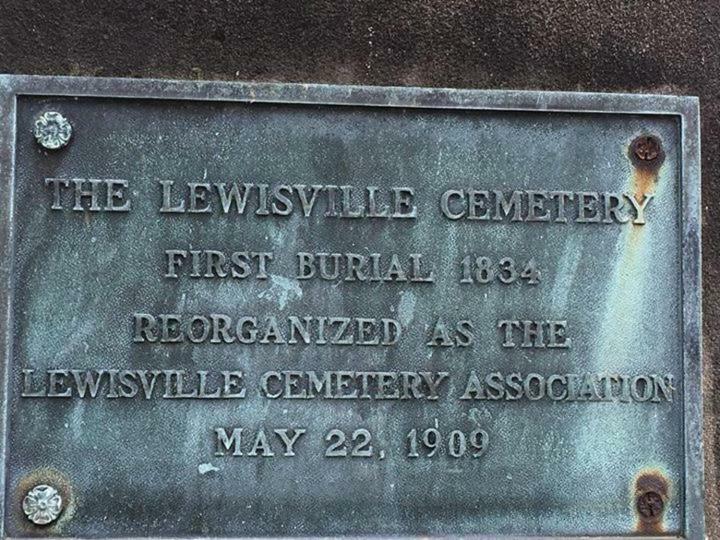 THE LEWISVILLE CEMETERY
FIRST BURIAL 1834
REORGANIZED AS THE
LEWISVILLE CEMETERY ASSOCIATION
MAY 22, 1909